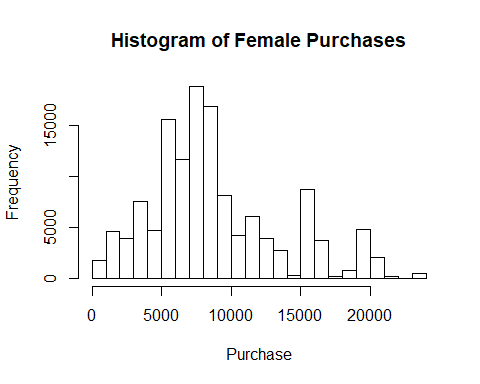 Histogram of Female Purchases
Frequency
15000
5000
0
0 5000 10000 15000 20000
Purchase